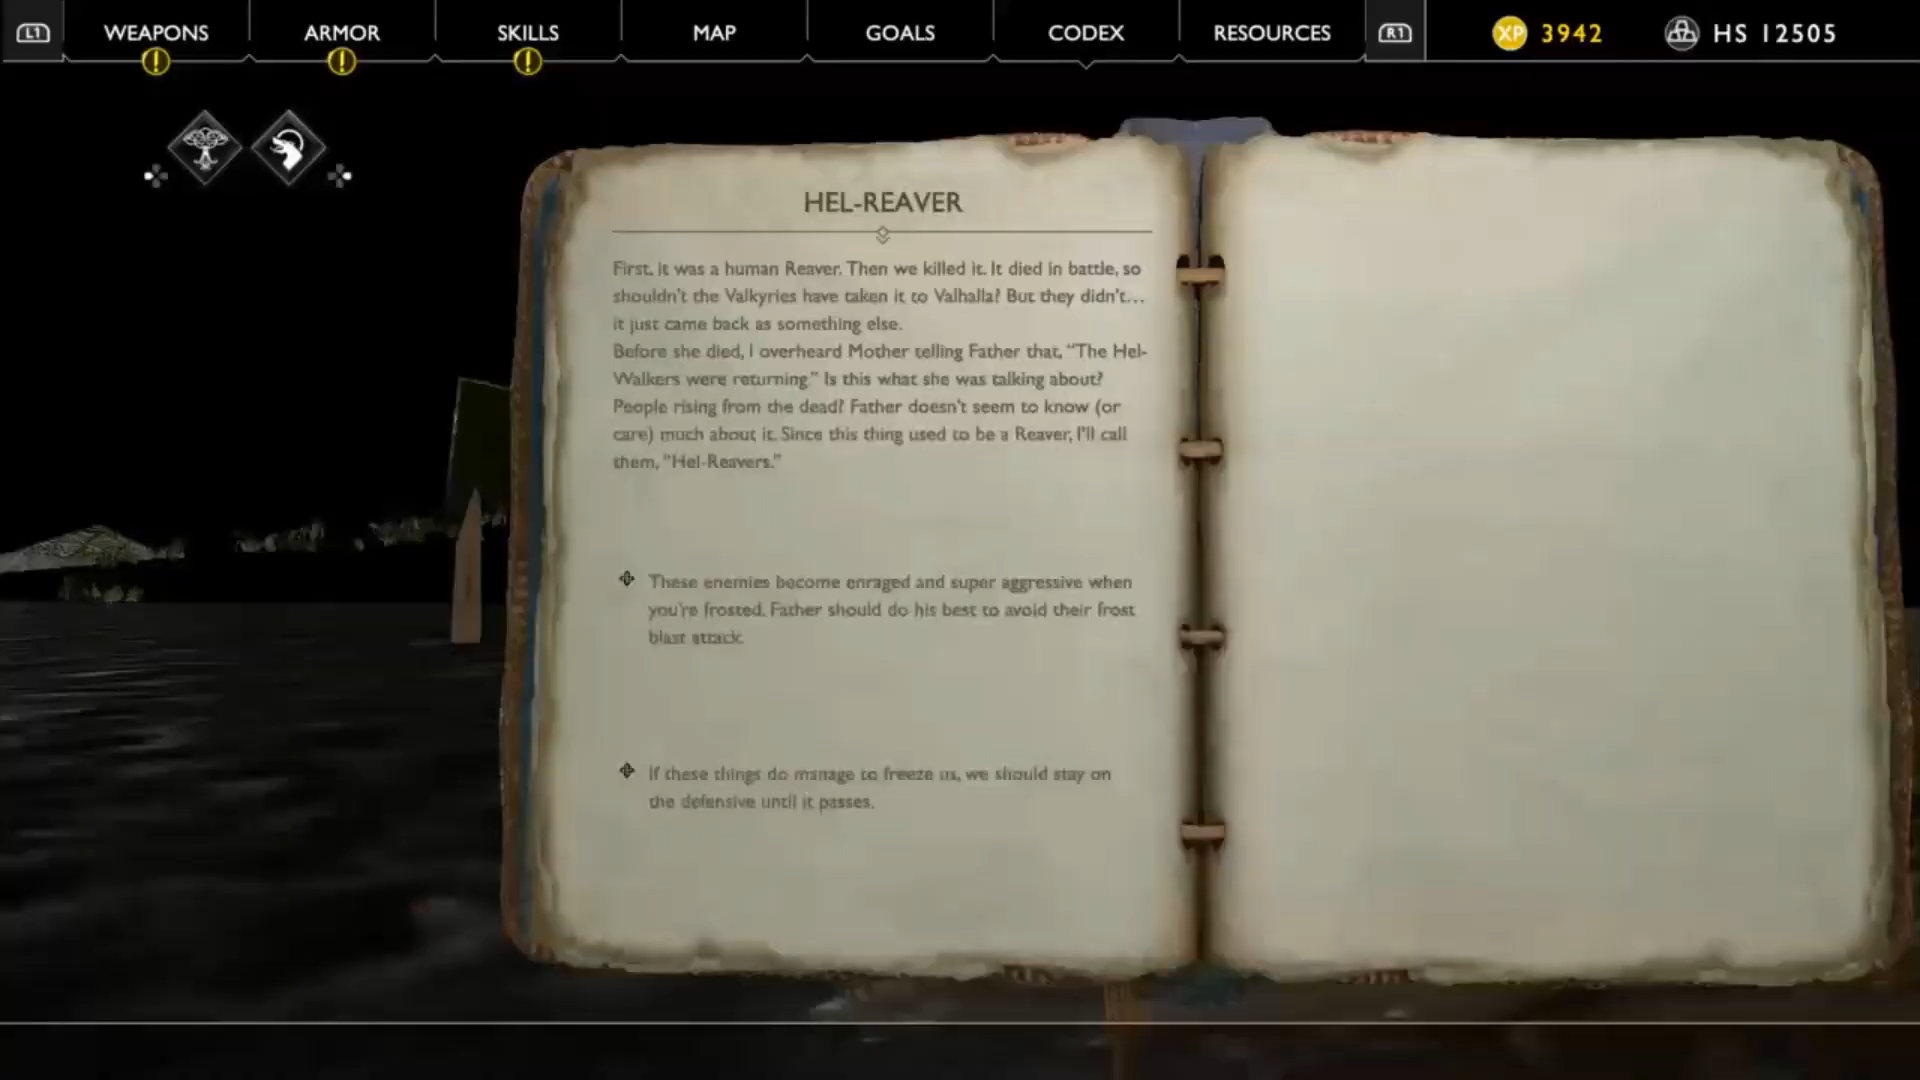 L1 WEAPONS ARMOR SKILLS MAP GOALS CODEX RESOURCES R1 XP 3942 HS 12505
! ! !
HEL-REAVER
First, it was a human Reaver. Then we killed it. It died in battle, so
shouldn't the Valkyries have taken it to Valhalla? But they didn't...
it just came back as something else.
Before she died, I overheard Mother telling Father that, "The Hel-
Walkers were returning." Is this what she was talking about?
People rising from the dead? Father doesn't seem to know (or
care) much about it. Since this thing used to be a Reaver, I'll call
them, "Hel-Reavers."
These enemies become enraged and super aggressive when
you're frosted. Father should do his best to avoid their frost
blast attack.
If these things do manage to freeze us, we should stay on
the defensive until it passes.